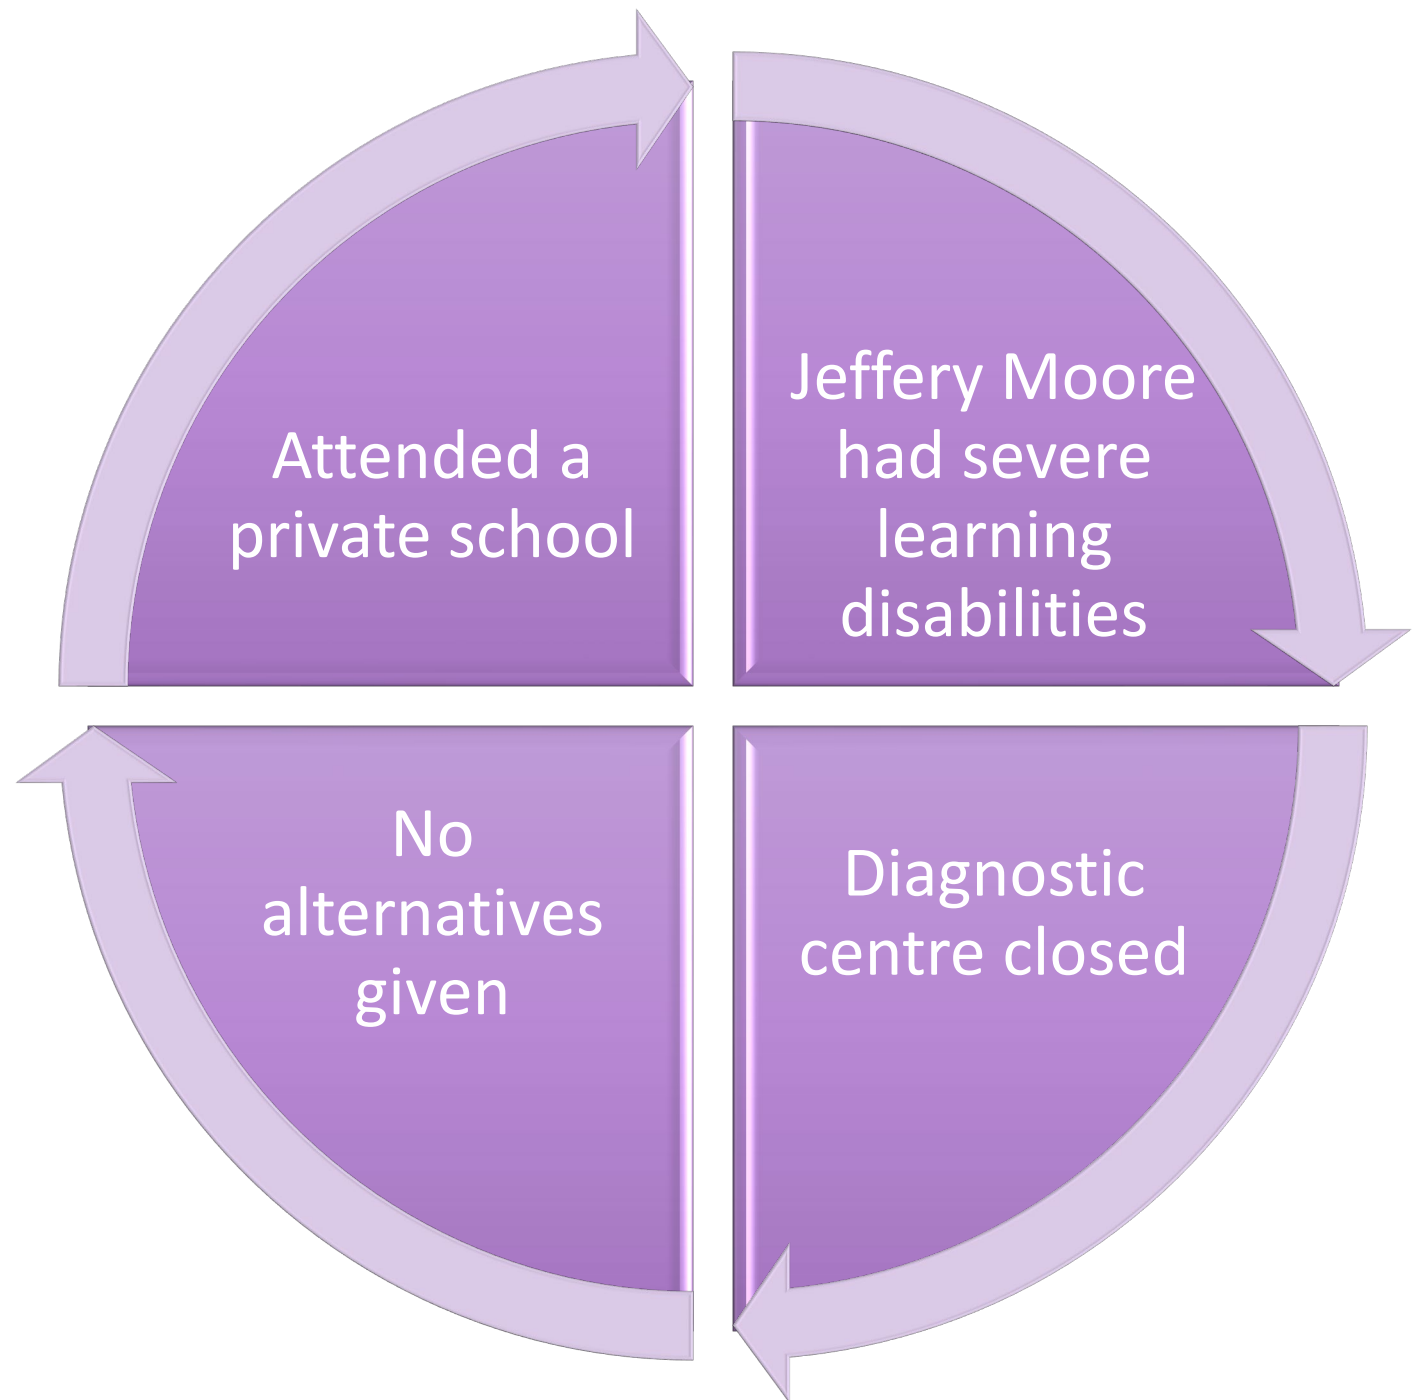 Jeffery Moore
had severe
learning
disabilities
Diagnostic
centre closed
No
alternatives
given
Attended a
private school